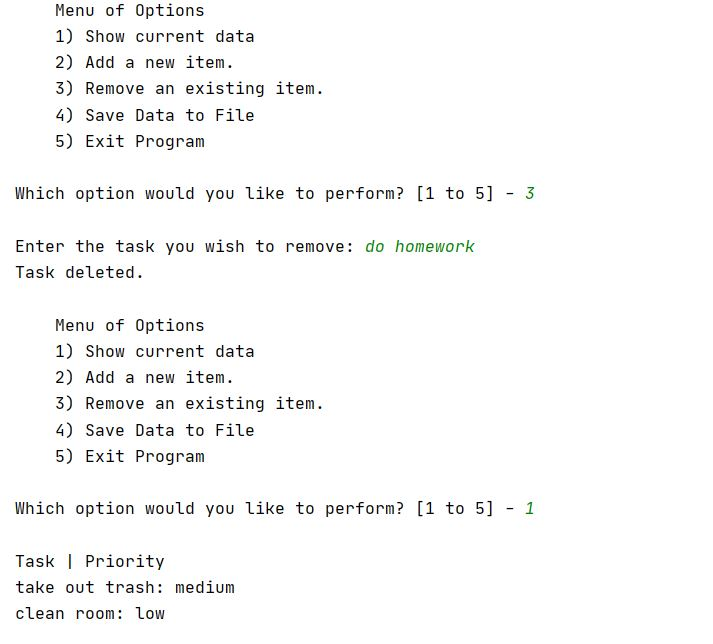 Menu of Options
1) Show current data
2) Add a new item.
3) Remove an existing item.
4) Save Data to File
5) Exit Program
Which option would you like to perform? [1 to 5] - 3
Enter the task you wish to remove: do homework
Task deleted.
Menu of Options
1) Show current data
2) Add a new item.
3) Remove an existing item.
4) Save Data to File
5) Exit Program
Which option would you like to perform? [1 to 5] - 1
Task | Priority
take out trash: medium
clean room: low